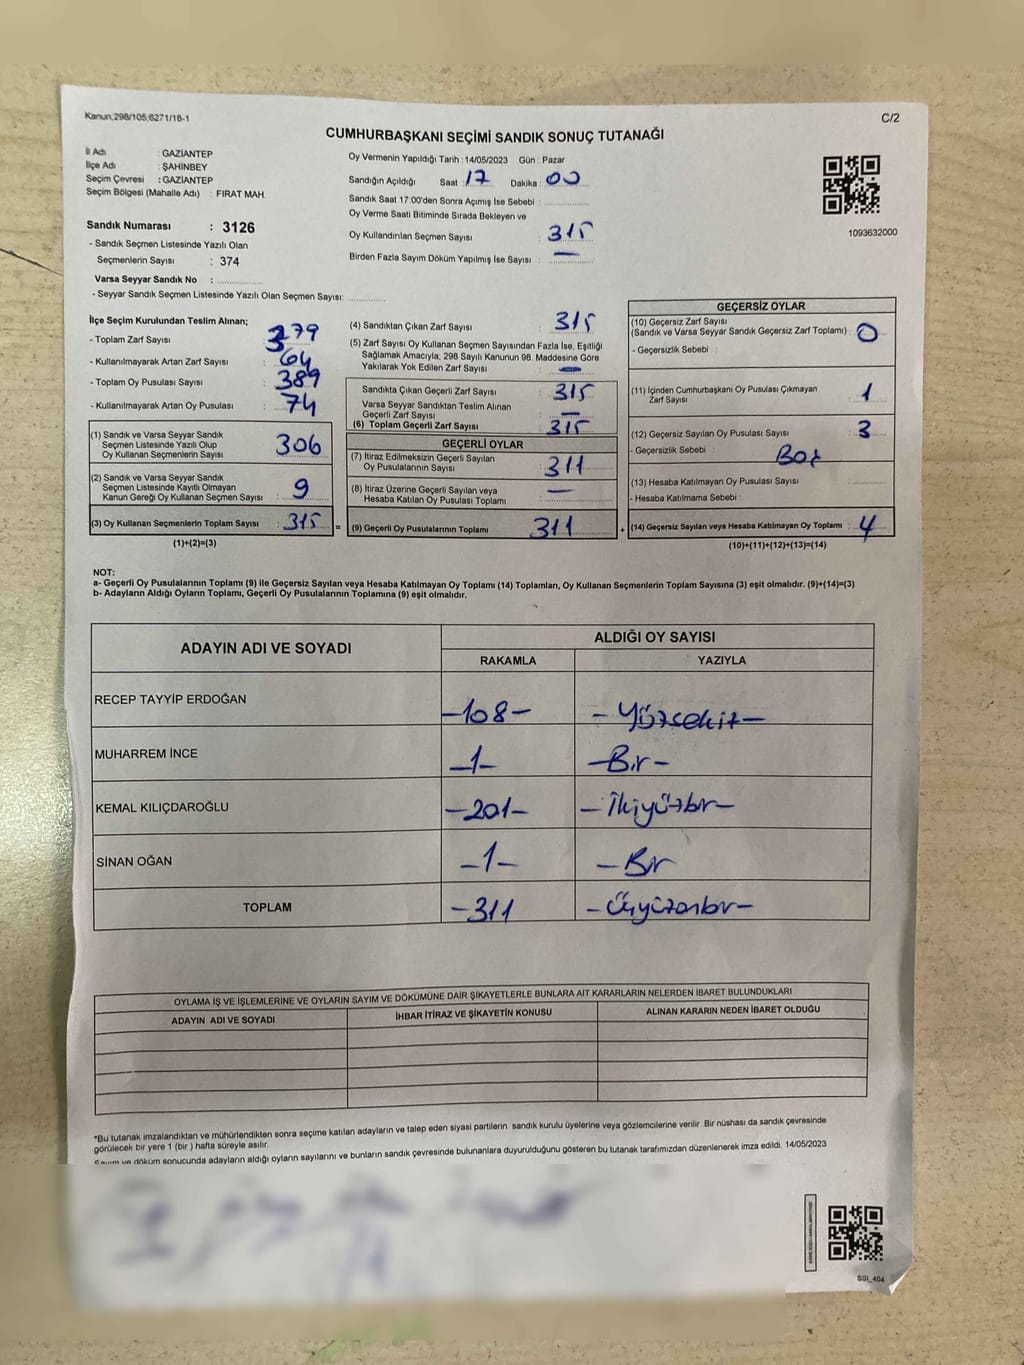 Kanun;298/105,6271/18-1
C/2
CUMHURBAŞKANI SEÇİMİ SANDIK SONUÇ TUTANAĞI
İl Adı : GAZİANTEP
İlçe Adı : ŞAHİNBEY
Seçim Çevresi : GAZİANTEP
Seçim Bölgesi (Mahalle Adı) : FIRAT MAH.
Sandık Numarası : 3126
- Sandık Seçmen Listesinde Yazılı Olan
Seçmenlerin Sayısı : 374
Varsa Seyyar Sandık No :
- Seyyar Sandık Seçmen Listesinde Yazılı Olan Seçmen Sayısı:
Oy Vermenin Yapıldığı Tarih : 14/05/2023 Gün : Pazar
Sandığın Açıldığı Saat 17 Dakika : 00
Sandık Saat 17:00'den Sonra Açımış İse Sebebi :
Oy Verme Saati Bitiminde Sırada Bekleyen ve
Oy Kullandırılan Seçmen Sayısı : 315
Birden Fazla Sayım Döküm Yapılmış İse Sayısı : —
1093632000
İlçe Seçim Kurulundan Teslim Alınan;
- Toplam Zarf Sayısı : 379
- Kullanılmayarak Artan Zarf Sayısı : 64
- Toplam Oy Pusulası Sayısı : 389
- Kullanılmayarak Artan Oy Pusulası : 74
(1) Sandık ve Varsa Seyyar Sandık
Seçmen Listesinde Yazılı Olup
Oy Kullanan Seçmenlerin Sayısı : 306
(2) Sandık ve Varsa Seyyar Sandık
Seçmen Listesinde Kayıtlı Olmayan
Kanun Gereği Oy Kullanan Seçmen Sayısı : 9
(3) Oy Kullanan Seçmenlerin Toplam Sayısı : 315 =
(1)+(2)=(3)
(4) Sandıktan Çıkan Zarf Sayısı : 315
(5) Zarf Sayısı Oy Kullanan Seçmen Sayısından Fazla İse, Eşitliği
Sağlamak Amacıyla; 298 Sayılı Kanunun 98. Maddesine Göre
Yakılarak Yok Edilen Zarf Sayısı : —
Sandıkta Çıkan Geçerli Zarf Sayısı : 315
Varsa Seyyar Sandıktan Teslim Alınan
Geçerli Zarf Sayısı : —
(6) Toplam Geçerli Zarf Sayısı : 315
GEÇERLİ OYLAR
(7) İtiraz Edilmeksizin Geçerli Sayılan
Oy Pusulalarının Sayısı : 311
(8) İtiraz Üzerine Geçerli Sayılan veya
Hesaba Katılan Oy Pusulası Toplamı : —
(9) Geçerli Oy Pusulalarının Toplamı : 311 +
GEÇERSİZ OYLAR
(10) Geçersiz Zarf Sayısı
(Sandık ve Varsa Seyyar Sandık Geçersiz Zarf Toplamı) : 0
- Geçersizlik Sebebi :
(11) İçinden Cumhurbaşkanı Oy Pusulası Çıkmayan
Zarf Sayısı : 1
(12) Geçersiz Sayılan Oy Pusulası Sayısı : 3
- Geçersizlik Sebebi :
(13) Hesaba Katılmayan Oy Pusulası Sayısı :
- Hesaba Katılmama Sebebi :
(14) Geçersiz Sayılan veya Hesaba Katılmayan Oy Toplamı : 4
(10)+(11)+(12)+(13)=(14)
NOT:
a- Geçerli Oy Pusulalarının Toplamı (9) ile Geçersiz Sayılan veya Hesaba Katılmayan Oy Toplamı (14) Toplamları, Oy Kullanan Seçmenlerin Toplam Sayısına (3) eşit olmalıdır. (9)+(14)=(3)
b- Adayların Aldığı Oyların Toplamı, Geçerli Oy Pusulalarının Toplamına (9) eşit olmalıdır.
ADAYIN ADI VE SOYADI ALDIĞI OY SAYISI
RAKAMLA YAZIYLA
RECEP TAYYİP ERDOĞAN -108- - Yüzsekiz -
MUHARREM İNCE -1- - Bir -
KEMAL KILIÇDAROĞLU -201- - İkiyüzbir -
SİNAN OĞAN -1- - Bir
TOPLAM -311 - Üçyüzonbir -
OYLAMA İŞ VE İŞLEMLERİNE VE OYLARIN SAYIM VE DÖKÜMÜNE DAİR ŞİKAYETLERLE BUNLARA AİT KARARLARIN NELERDEN İBARET BULUNDUKLARI
ADAYIN ADI VE SOYADI İHBAR İTİRAZ VE ŞİKAYETİN KONUSU ALINAN KARARIN NEDEN İBARET OLDUĞU
*Bu tutanak imzalandıktan ve mühürlendikten sonra seçime katılan adayların ve talep eden siyasi partilerin sandık kurulu üyelerine veya gözlemcilerine verilir .Bir nüshası da sandık çevresinde
görülecek bir yere 1 (bir ) hafta süreyle asılır.
Sayım ve döküm sonucunda adayların aldığı oyların sayılarını ve bunların sandık çevresinde bulunanlara duyurulduğunu gösteren bu tutanak tarafımızdan düzenlenerek imza edildi. 14/05/2023
SSI_404